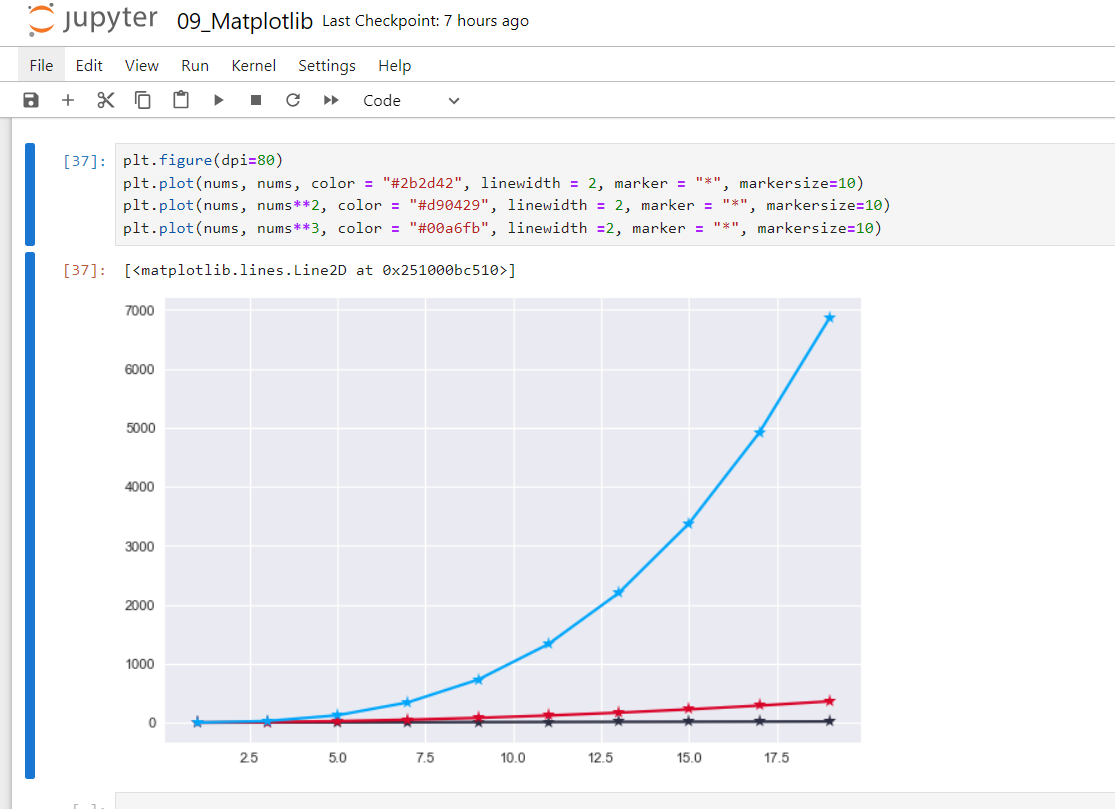 jupyter 09_Matplotlib Last Checkpoint: 7 hours ago
File Edit View Run Kernel Settings Help
Code
[37]: plt.figure(dpi=80)
plt.plot(nums, nums, color = "#2b2d42", linewidth = 2, marker = "*", markersize=10)
plt.plot(nums, nums**2, color = "#d90429", linewidth = 2, marker = "*", markersize=10)
plt.plot(nums, nums**3, color = "#00a6fb", linewidth =2, marker = "*", markersize=10)
[37]: [<matplotlib.lines.Line2D at 0x251000bc510>]
7000
6000
5000
4000
3000
2000
1000
0
2.5 5.0 7.5 10.0 12.5 15.0 17.5
[ ]: